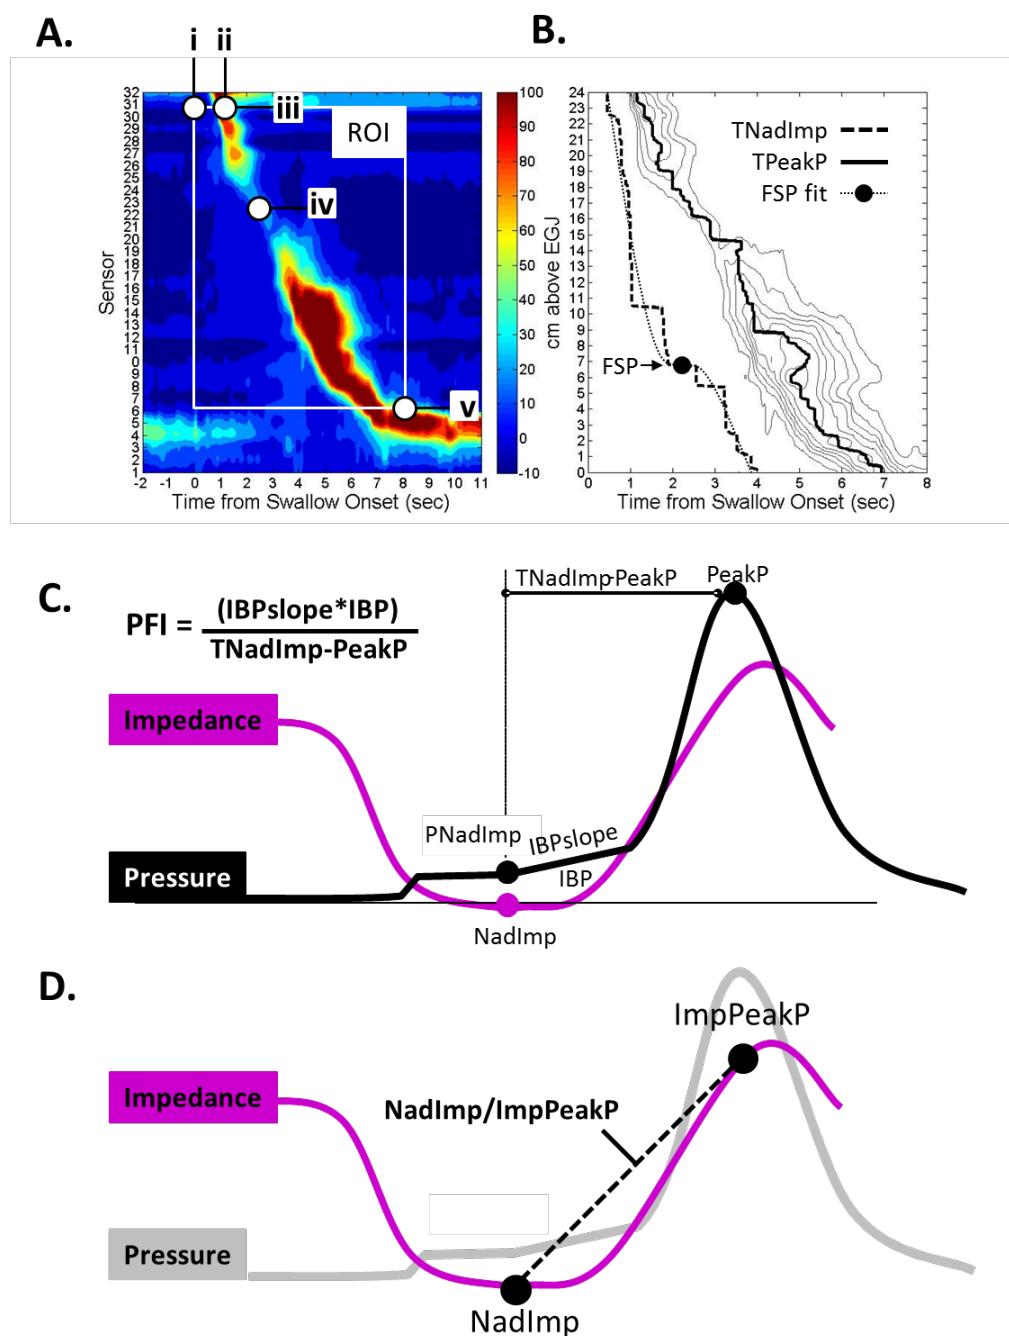 A.
i ii
iii
ROI
iv
v
Sensor
32
30
29
28
27
26
25
24
23
22
21
20
19
18
17
16
15
14
13
12
11
0
9
8
7
6
5
4
3
2
1
-2 -1 0 1 2 3 4 5 6 7 8 9 10 11
Time from Swallow Onset (sec)
100
90
80
70
60
50
40
30
20
10
0
-10
B.
cm above EGJ
24
23
22
21
20
19
18
17
16
15
14
13
12
11
10
9
8
7
6
5
4
3
2
1
0
TNadImp
TPeakP
FSP fit
FSP
0 1 2 3 4 5 6 7 8
Time from Swallow Onset (sec)
C.
PFI = (IBPslope*IBP)
TNadImp-PeakP
TNadImp-PeakP
PeakP
Impedance
PNadImp
IBPslope
IBP
Pressure
NadImp
D.
ImpPeakP
Impedance
NadImp/ImpPeakP
Pressure
NadImp